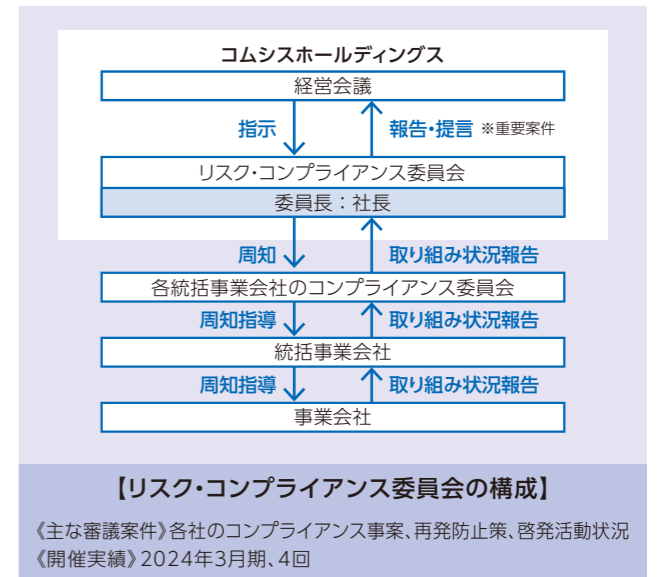 コムシスホールディングス
経営会議
指示 報告・提言 ※重要案件
リスク・コンプライアンス委員会
委員長：社長
周知 取り組み状況報告
各統括事業会社のコンプライアンス委員会
周知指導 取り組み状況報告
統括事業会社
周知指導 取り組み状況報告
事業会社
【リスク・コンプライアンス委員会の構成】
《主な審議案件》各社のコンプライアンス事案、再発防止策、啓発活動状況
《開催実績》2024年3月期、4回